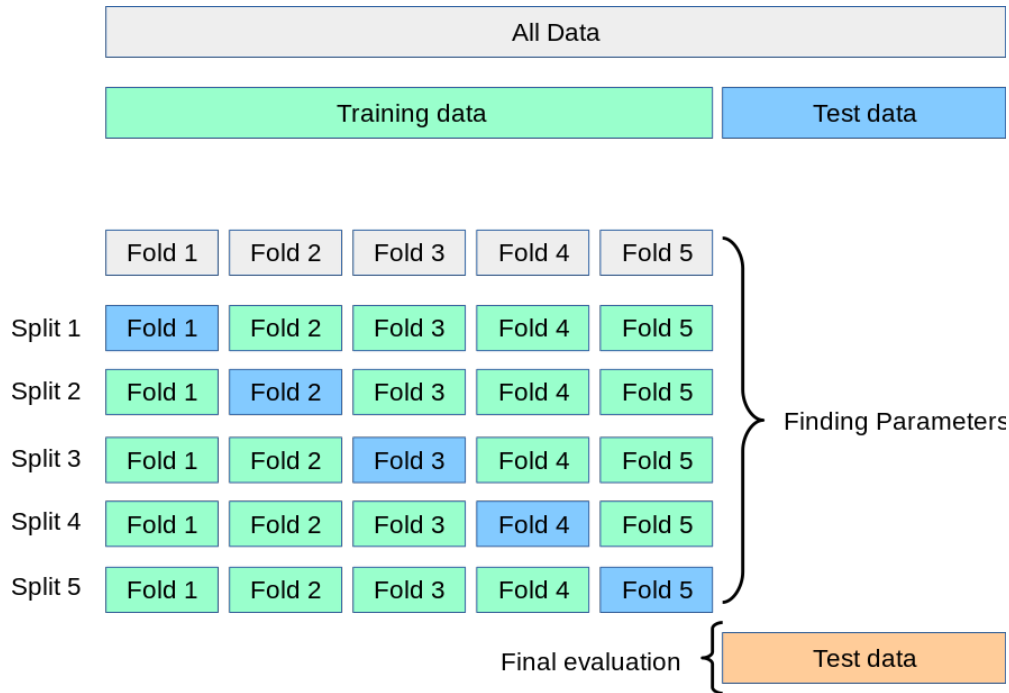 All Data
Training data Test data
Fold 1 Fold 2 Fold 3 Fold 4 Fold 5
Split 1 Fold 1 Fold 2 Fold 3 Fold 4 Fold 5
Split 2 Fold 1 Fold 2 Fold 3 Fold 4 Fold 5
Finding Parameters
Split 3 Fold 1 Fold 2 Fold 3 Fold 4 Fold 5
Split 4 Fold 1 Fold 2 Fold 3 Fold 4 Fold 5
Split 5 Fold 1 Fold 2 Fold 3 Fold 4 Fold 5
Final evaluation Test data